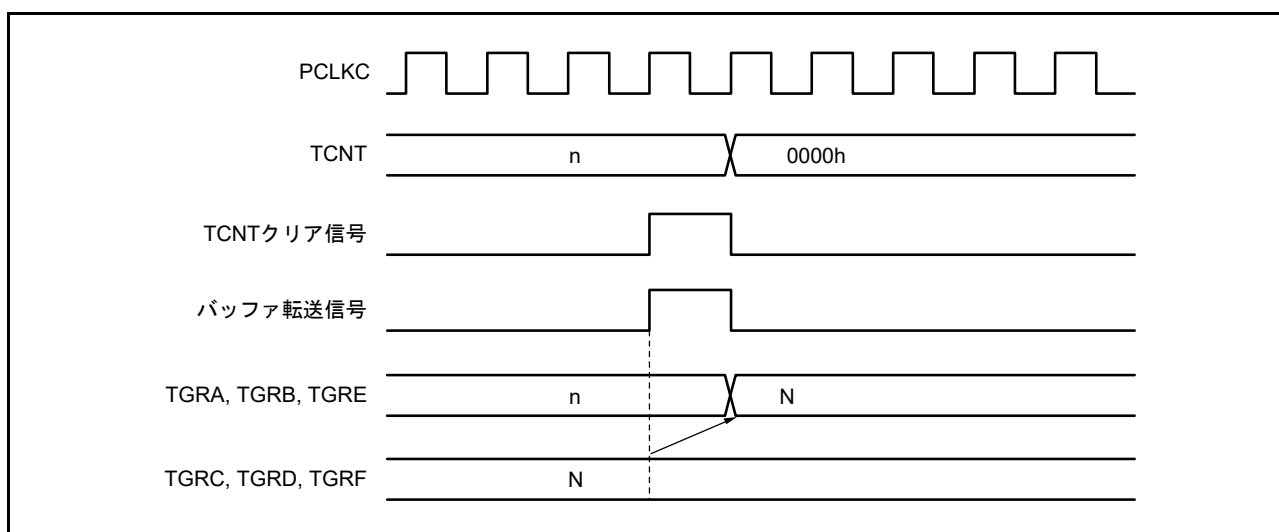 PCLKC
TCNT
n
0000h
TCNTクリア信号
バッファ転送信号
TGRA, TGRB, TGRE
n
N
TGRC, TGRD, TGRF
N